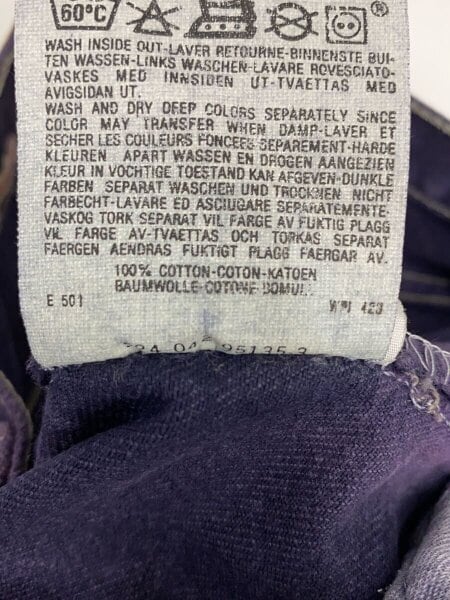 60°C
®
WASH INSIDE OUT-LAVER RETOURNE-BINNENSTE BUI-
TEN WASSEN-LINKS WASCHEN-LAVARE ROVESCIATO-
VASKES MED INNSIDEN UT-TVAETTAS MED
AVIGSIDAN UT.
WASH AND DRY DEEP COLORS SEPARATELY SINCE
COLOR MAY TRANSFER WHEN DAMP-LAVER ET
SECHER LES COULEURS FONCEES SEPAREMENT-HARDE
KLEUREN APART WASSEN EN DROGEN AANGEZIEN
KLEUR IN VOCHTIGE TOESTAND KAN AFGEVEN-DUNKLE
FARBEN SEPARAT WASCHEN UND TROCKNEN NICHT
FARBECHT-LAVARE ED ASCIUGARE SEPARATEMENTE-
VASKOG TORK SEPARAT VIL FARGE AV FUKTIG PLAGG
VIL FARGE AV-TVAETTAS OCH TORKAS SEPARAT
FAERGEN AENDRAS FUKTIGT PLAGG FAERGAR AV.
100% COTTON-COTON-KATOEN
BAUMWOLLE-COTONE BOMULL
E 501 WPL 423